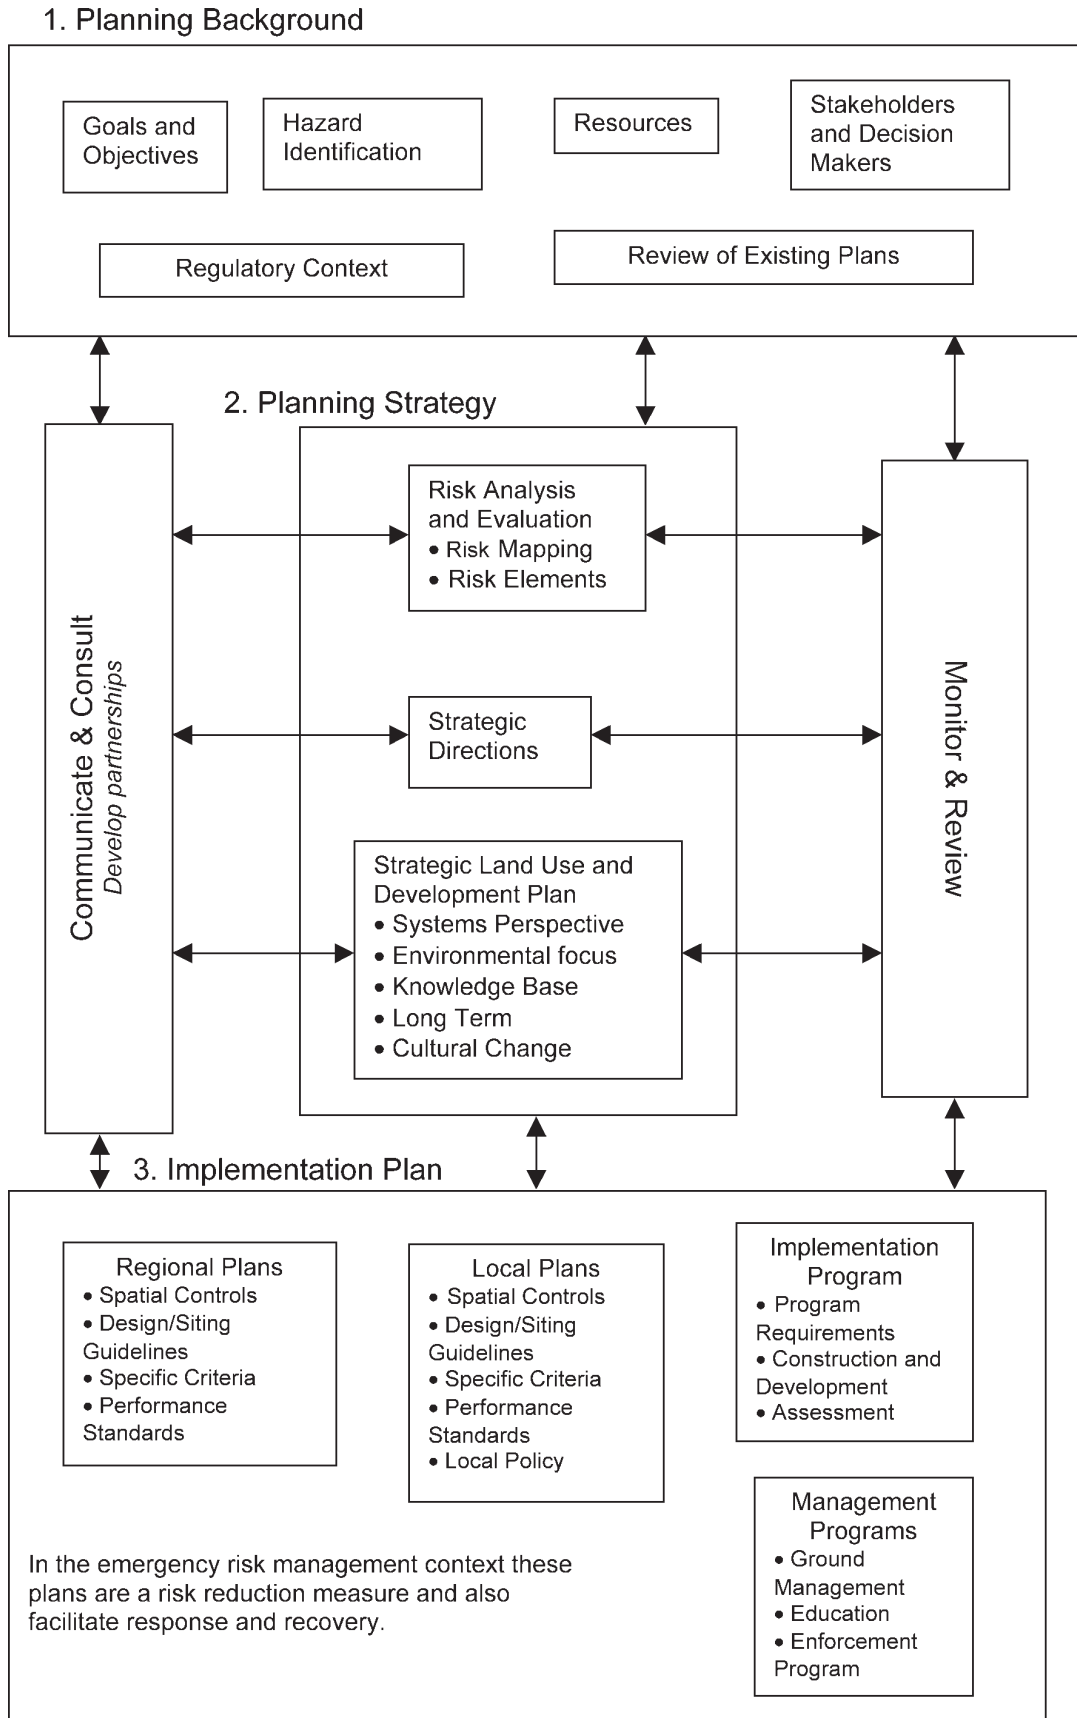 1. Planning Background
Goals and
Objectives
Hazard
Identification
Resources
Stakeholders
and Decision
Makers
Regulatory Context
Review of Existing Plans
2. Planning Strategy
Communicate & Consult
Develop partnerships
Risk Analysis
and Evaluation
• Risk Mapping
• Risk Elements
Strategic
Directions
Strategic Land Use and
Development Plan
• Systems Perspective
• Environmental focus
• Knowledge Base
• Long Term
• Cultural Change
Monitor & Review
3. Implementation Plan
Regional Plans
• Spatial Controls
• Design/Siting
Guidelines
• Specific Criteria
• Performance
Standards
Local Plans
• Spatial Controls
• Design/Siting
Guidelines
• Specific Criteria
• Performance
Standards
• Local Policy
Implementation
Program
• Program
Requirements
• Construction and
Development
• Assessment
Management
Programs
• Ground
Management
• Education
• Enforcement
Program
In the emergency risk management context these
plans are a risk reduction measure and also
facilitate response and recovery.